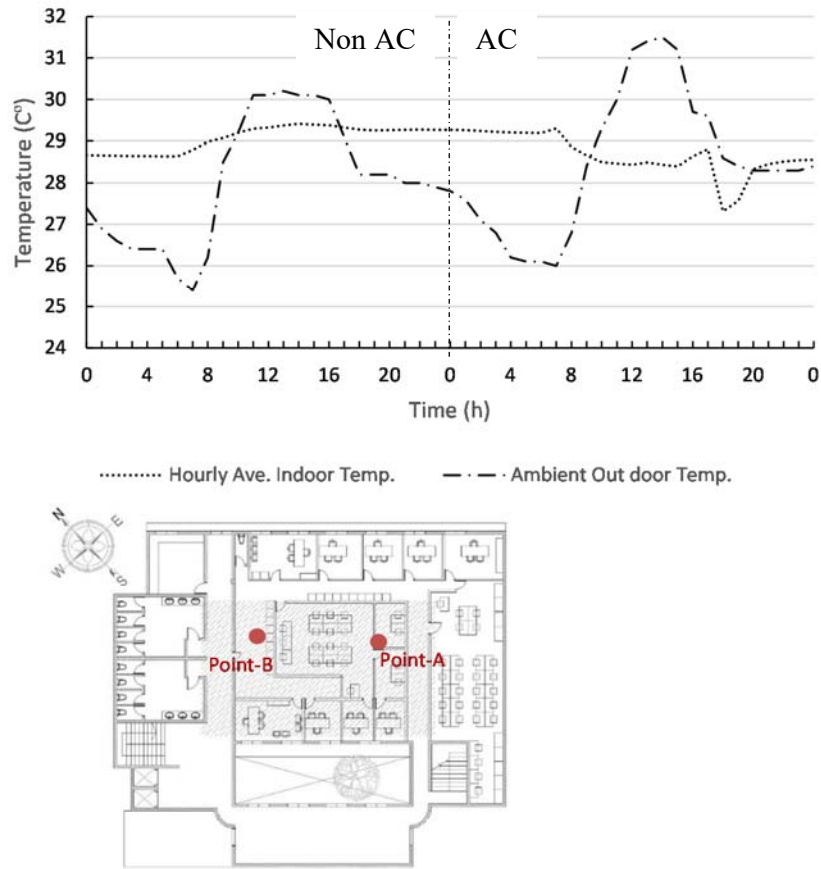 32
Non AC AC
31
30
29
28
27
26
25
24
Temperature (C⁰)
0 4 8 12 16 20 0 4 8 12 16 20 0
Time (h)
Hourly Ave. Indoor Temp. Ambient Out door Temp.
N E
W S
Point-B Point-A